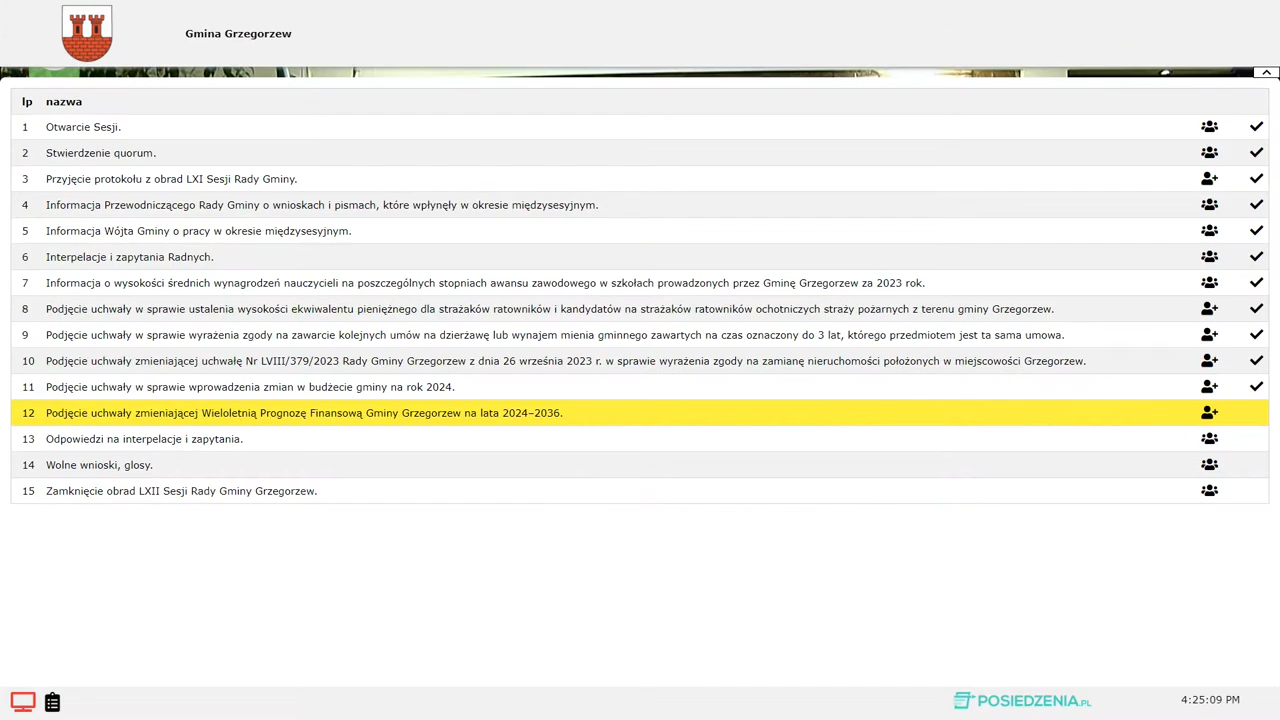 Gmina Grzegorzew
lp nazwa
1 Otwarcie Sesji.
2 Stwierdzenie quorum.
3 Przyjęcie protokołu z obrad LXI Sesji Rady Gminy.
4 Informacja Przewodniczącego Rady Gminy o wnioskach i pismach, które wpłynęły w okresie międzysesyjnym.
5 Informacja Wójta Gminy o pracy w okresie międzysesyjnym.
6 Interpelacje i zapytania Radnych.
7 Informacja o wysokości średnich wynagrodzeń nauczycieli na poszczególnych stopniach awansu zawodowego w szkołach prowadzonych przez Gminę Grzegorzew za 2023 rok.
8 Podjęcie uchwały w sprawie ustalenia wysokości ekwiwalentu pieniężnego dla strażaków ratowników i kandydatów na strażaków ratowników ochotniczych straży pożarnych z terenu gminy Grzegorzew.
9 Podjęcie uchwały w sprawie wyrażenia zgody na zawarcie kolejnych umów na dzierżawę lub wynajem mienia gminnego zawartych na czas oznaczony do 3 lat, którego przedmiotem jest ta sama umowa.
10 Podjęcie uchwały zmieniającej uchwałę Nr LVIII/379/2023 Rady Gminy Grzegorzew z dnia 26 września 2023 r. w sprawie wyrażenia zgody na zamianę nieruchomości położonych w miejscowości Grzegorzew.
11 Podjęcie uchwały w sprawie wprowadzenia zmian w budżecie gminy na rok 2024.
12 Podjęcie uchwały zmieniającej Wieloletnią Prognozę Finansową Gminy Grzegorzew na lata 2024–2036.
13 Odpowiedzi na interpelacje i zapytania.
14 Wolne wnioski, glosy.
15 Zamknięcie obrad LXII Sesji Rady Gminy Grzegorzew.
POSIEDZENIA.PL 4:25:09 PM